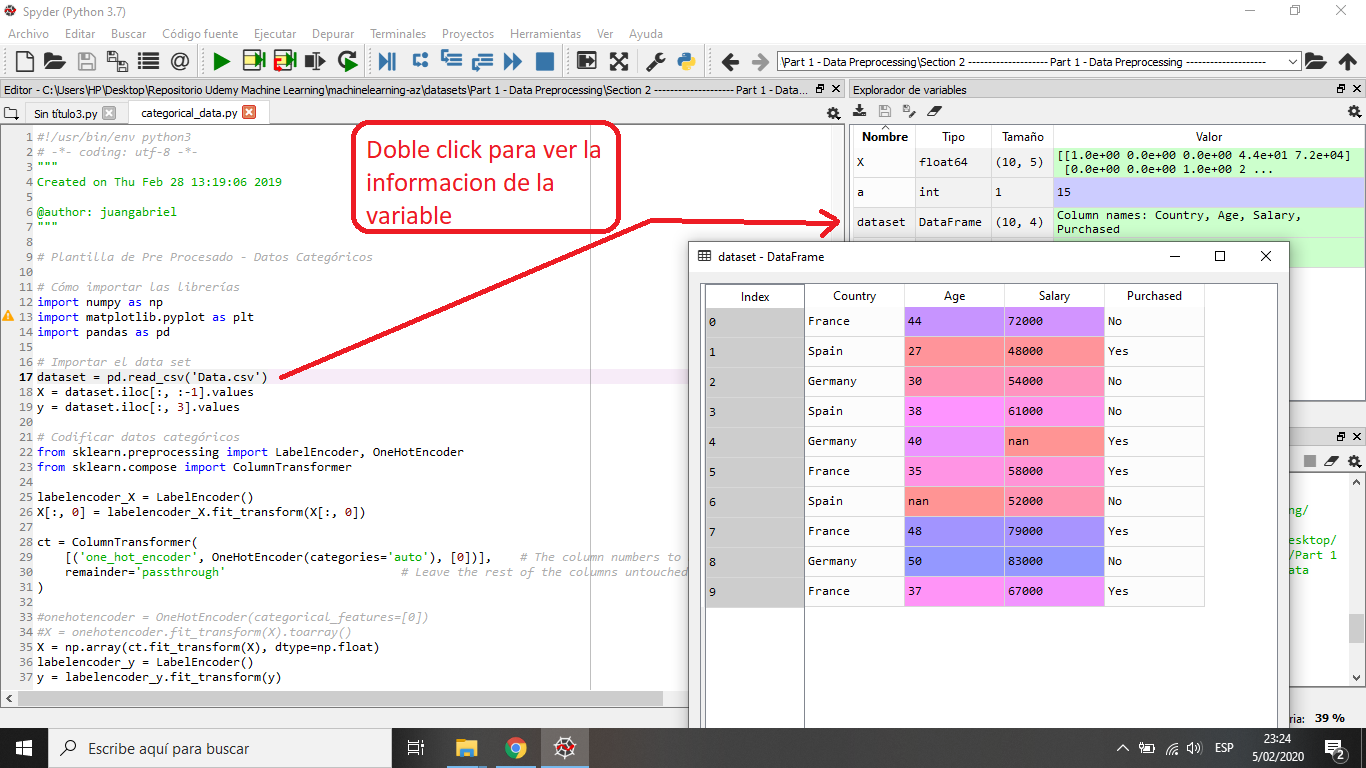 Spyder (Python 3.7)
Archivo Editar Buscar Código fuente Ejecutar Depurar Terminales Proyectos Herramientas Ver Ayuda
\Part 1 - Data Preprocessing\Section 2 -------------------- Part 1 - Data Preprocessing --------------------
Editor - C:\Users\HP\Desktop\Repositorio Udemy Machine Learning\machinelearning-az\datasets\Part 1 - Data Preprocessing\Section 2 -------------------- Part 1 - Data...
Sin título3.py categorical_data.py
1 #!/usr/bin/env python3
2 # -*- coding: utf-8 -*-
3 """
4 Created on Thu Feb 28 13:19:06 2019
5
6 @author: juangabriel
7 """
8
9 # Plantilla de Pre Procesado - Datos Categóricos
10
11 # Cómo importar las librerías
12 import numpy as np
13 import matplotlib.pyplot as plt
14 import pandas as pd
15
16 # Importar el data set
17 dataset = pd.read_csv('Data.csv')
18 X = dataset.iloc[:, :-1].values
19 y = dataset.iloc[:, 3].values
20
21 # Codificar datos categóricos
22 from sklearn.preprocessing import LabelEncoder, OneHotEncoder
23 from sklearn.compose import ColumnTransformer
24
25 labelencoder_X = LabelEncoder()
26 X[:, 0] = labelencoder_X.fit_transform(X[:, 0])
27
28 ct = ColumnTransformer(
29 [('one_hot_encoder', OneHotEncoder(categories='auto'), [0])], # The column numbers to
30 remainder='passthrough' # Leave the rest of the columns untouched
31 )
32
33 #onehotencoder = OneHotEncoder(categorical_features=[0])
34 #X = onehotencoder.fit_transform(X).toarray()
35 X = np.array(ct.fit_transform(X), dtype=np.float)
36 labelencoder_y = LabelEncoder()
37 y = labelencoder_y.fit_transform(y)
Doble click para ver la
informacion de la
variable
Explorador de variables
Nombre Tipo Tamaño Valor
X float64 (10, 5) [[1.0e+00 0.0e+00 0.0e+00 4.4e+01 7.2e+04]
[0.0e+00 0.0e+00 1.0e+00 2 ...
a int 1 15
dataset DataFrame (10, 4) Column names: Country, Age, Salary,
Purchased
dataset - DataFrame
Index Country Age Salary Purchased
0 France 44 72000 No
1 Spain 27 48000 Yes
2 Germany 30 54000 No
3 Spain 38 61000 No
4 Germany 40 nan Yes
5 France 35 58000 Yes
6 Spain nan 52000 No
7 France 48 79000 Yes
8 Germany 50 83000 No
9 France 37 67000 Yes
ng/
esktop/
/Part 1
ata
ria: 39 %
Escribe aquí para buscar
ESP
23:24
5/02/2020
2